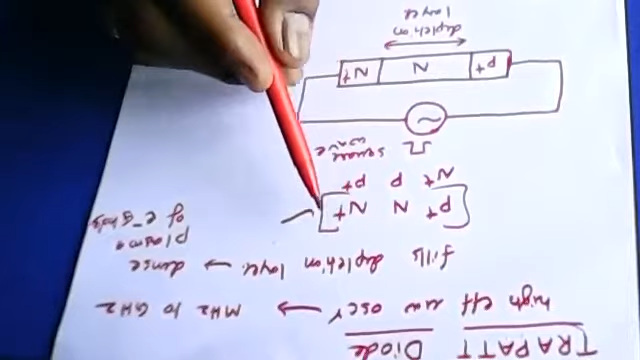 TRAPATT Diode
high eff uw oscr → MHz to GHz
fills depletion layer → dense
plasma
of e⁻ & holes
[P+ N N+]
N+ P P+
square
wave
P+ N N+
depletion
layer